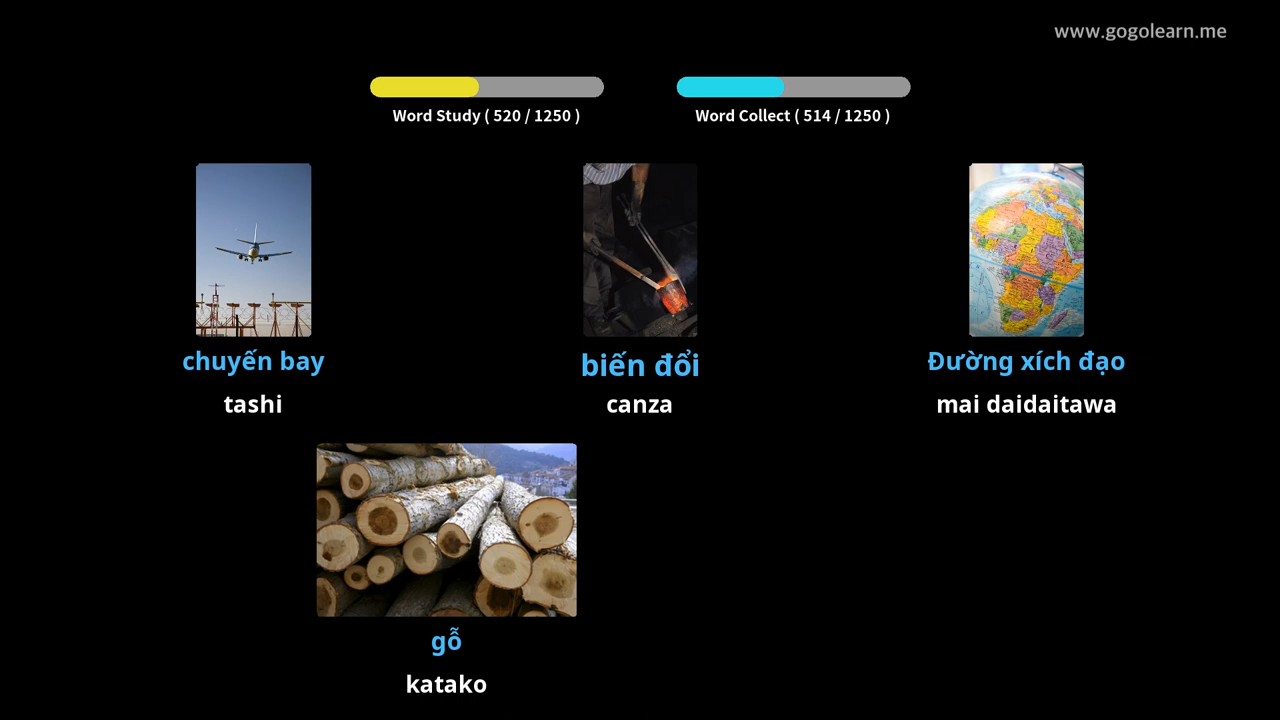 www.gogolearn.me
Word Study ( 520 / 1250 )
Word Collect ( 514 / 1250 )
chuyến bay
tashi
biến đổi
canza
Đường xích đạo
mai daidaitawa
gỗ
katako